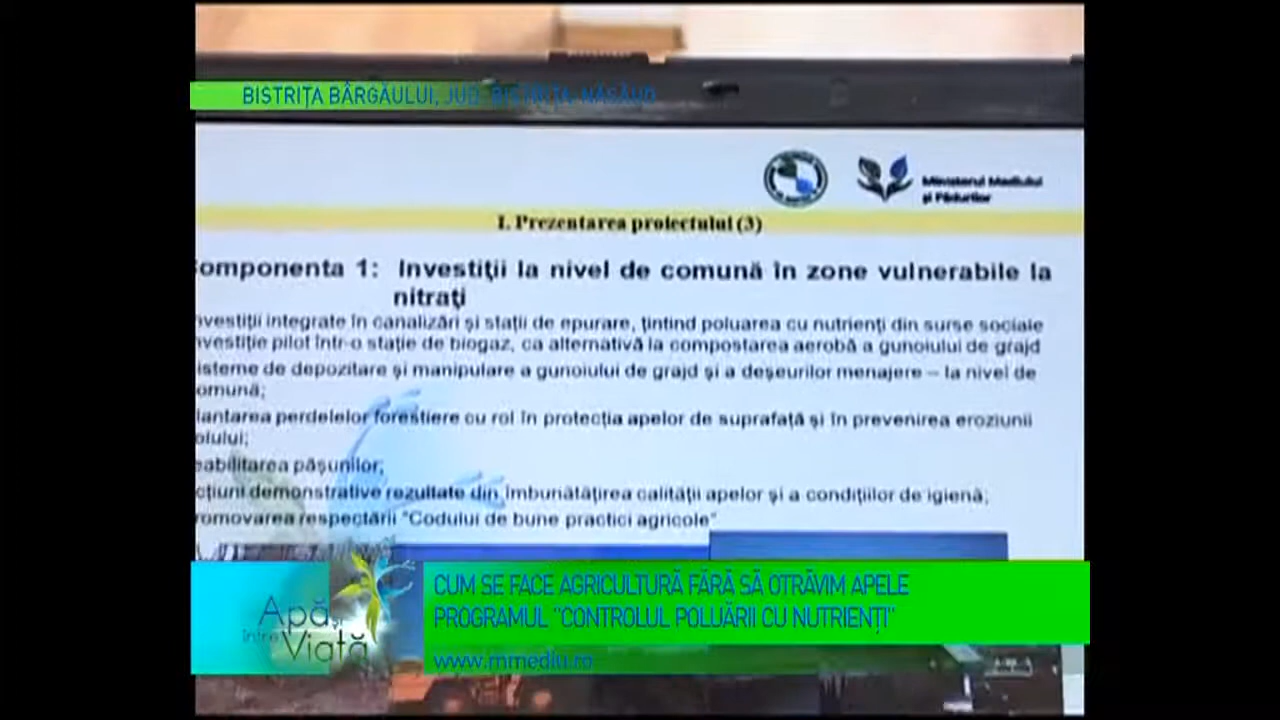 BISTRIȚA BÂRGĂULUI, JUD. BISTRIȚA-NĂSĂUD
Ministerul Mediului
și Pădurilor
I. Prezentarea proiectului (3)
omponenta 1: Investiţii la nivel de comună în zone vulnerabile la
nitraţi
nvestiții integrate în canalizări și stații de epurare, țintind poluarea cu nutrienți din surse sociale
nvestiție pilot într-o stație de biogaz, ca alternativă la compostarea aerobă a gunoiului de grajd
isteme de depozitare și manipulare a gunoiului de grajd și a deșeurilor menajere – la nivel de
omună;
lantarea perdelelor forestiere cu rol în protecția apelor de suprafață și în prevenirea eroziunii
olului;
eabilitarea pășunilor;
cțiuni demonstrative rezultate din îmbunătățirea calității apelor și a condițiilor de igienă;
romovarea respectării "Codului de bune practici agricole"
CUM SE FACE AGRICULTURĂ FĂRĂ SĂ OTRĂVIM APELE
PROGRAMUL "CONTROLUL POLUĂRII CU NUTRIENȚI"
Apă
și
între Viață
www.mmediu.ro